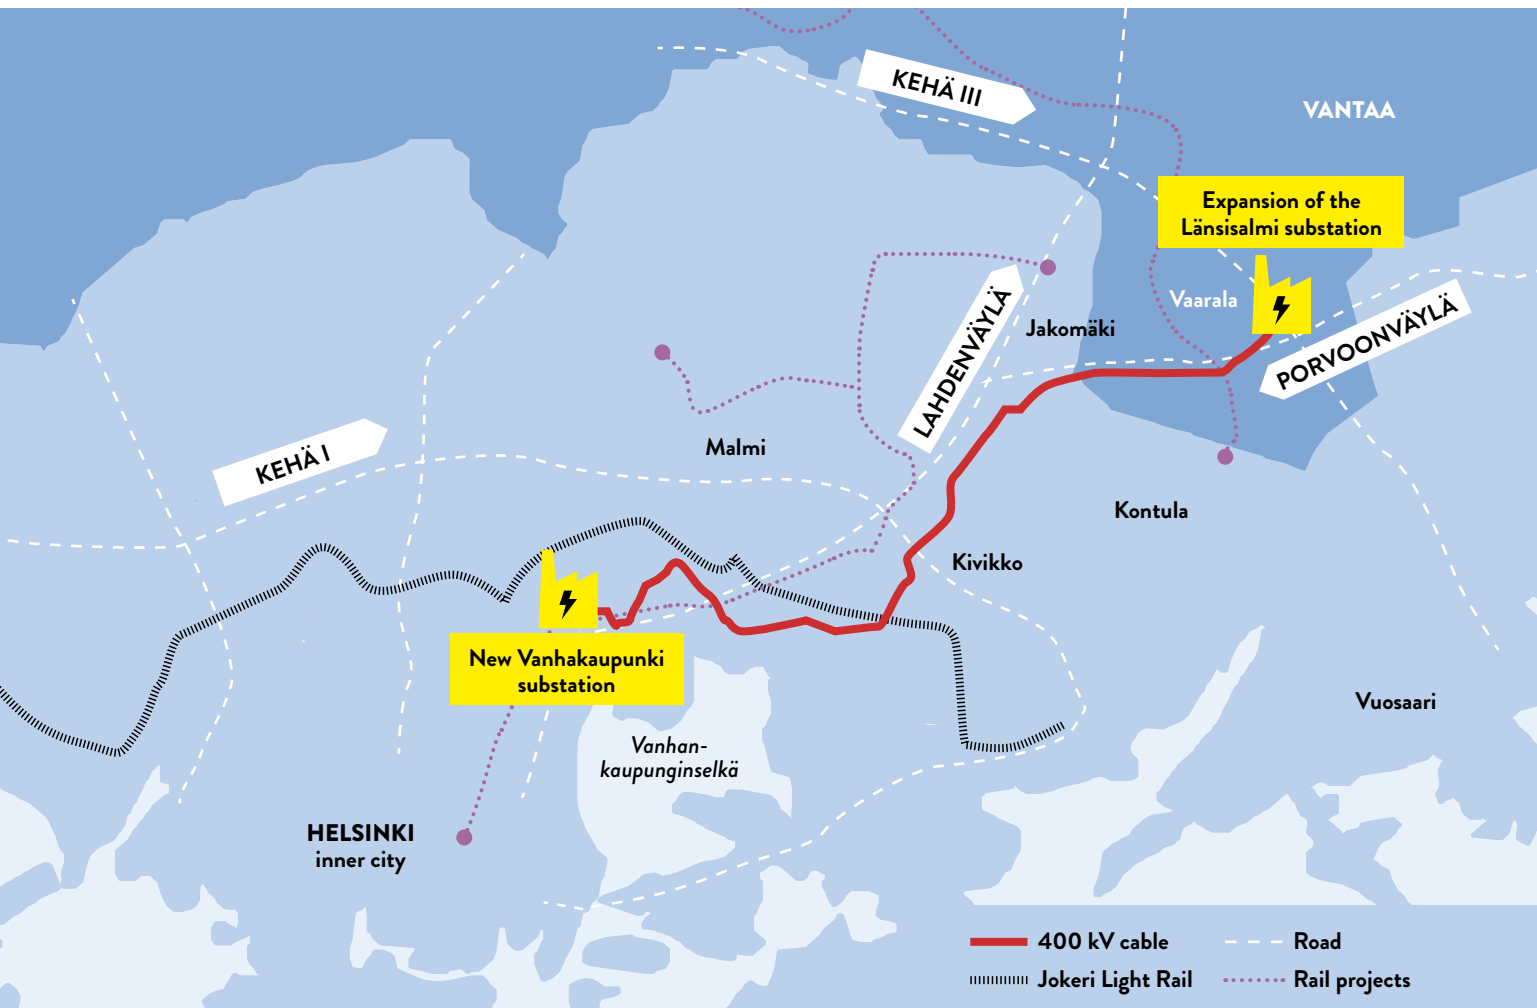 KEHÄ III
VANTAA
Expansion of the
Länsisalmi substation
Vaarala
LAHDENVÄYLÄ
Jakomäki
PORVOONVÄYLÄ
Malmi
KEHÄ I
Kontula
Kivikko
New Vanhakaupunki
substation
Vuosaari
Vanhan-
kaupunginselkä
HELSINKI
inner city
400 kV cable
Road
Jokeri Light Rail
Rail projects